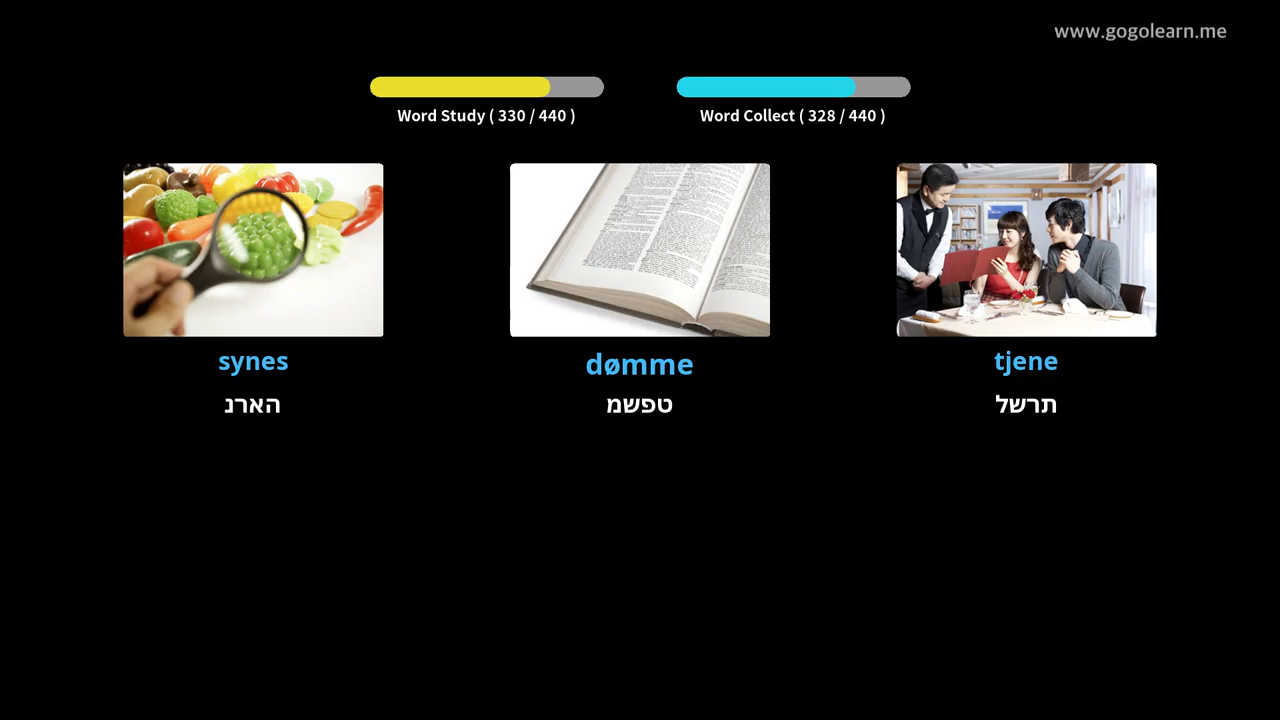 www.gogolearn.me
Word Study ( 330 / 440 )
Word Collect ( 328 / 440 )
synes
הארנ
dømme
טפשמ
tjene
תרשל